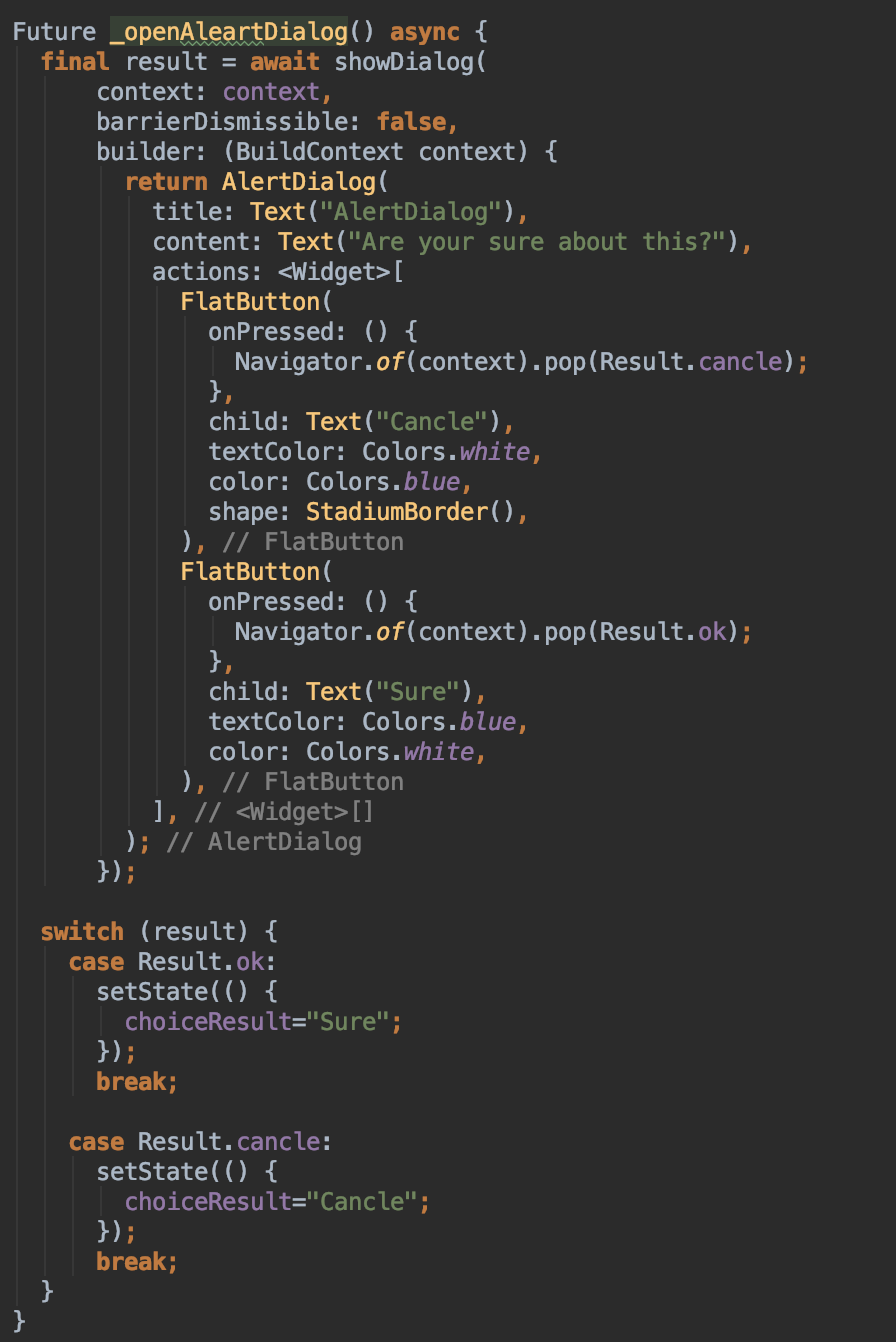 Future _openAleartDialog() async {
  final result = await showDialog(
      context: context,
      barrierDismissible: false,
      builder: (BuildContext context) {
        return AlertDialog(
          title: Text("AlertDialog"),
          content: Text("Are your sure about this?"),
          actions: <Widget>[
            FlatButton(
              onPressed: () {
                Navigator.of(context).pop(Result.cancle);
              },
              child: Text("Cancle"),
              textColor: Colors.white,
              color: Colors.blue,
              shape: StadiumBorder(),
            ), // FlatButton
            FlatButton(
              onPressed: () {
                Navigator.of(context).pop(Result.ok);
              },
              child: Text("Sure"),
              textColor: Colors.blue,
              color: Colors.white,
            ), // FlatButton
          ], // <Widget>[]
        ); // AlertDialog
      });

  switch (result) {
    case Result.ok:
      setState(() {
        choiceResult="Sure";
      });
      break;

    case Result.cancle:
      setState(() {
        choiceResult="Cancle";
      });
      break;
  }
}